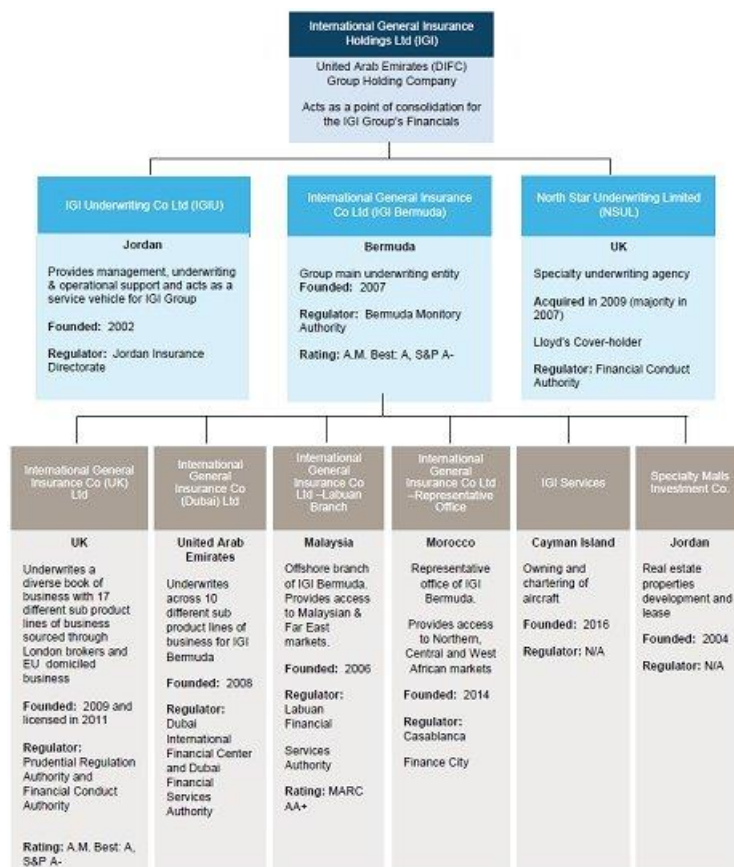 International General Insurance
Holdings Ltd (IGI)
United Arab Emirates (DIFC)
Group Holding Company
Acts as a point of consolidation for
the IGI Group's Financials
IGI Underwriting Co Ltd (IGIU)
Jordan
Provides management, underwriting
& operational support and acts as a
service vehicle for IGI Group
Founded: 2002
Regulator: Jordan Insurance
Directorate
International General Insurance
Co Ltd (IGI Bermuda)
Bermuda
Group main underwriting entity
Founded: 2007
Regulator: Bermuda Monitory
Authority
Rating: A.M. Best: A, S&P A-
North Star Underwriting Limited
(NSUL)
UK
Specialty underwriting agency
Acquired in 2009 (majority in
2007)
Lloyd's Cover-holder
Regulator: Financial Conduct
Authority
International General
Insurance Co (UK)
Ltd
UK
Underwrites a
diverse book of
business with 17
different sub product
lines of business
sourced through
London brokers and
EU domiciled
business
Founded: 2009 and
licensed in 2011
Regulator:
Prudential Regulation
Authority and
Financial Conduct
Authority
Rating: A.M. Best: A,
S&P A-
International
General
Insurance Co
(Dubai) Ltd
United Arab
Emirates
Underwrites
across 10
different sub
product lines of
business for IGI
Bermuda
Founded: 2008
Regulator:
Dubai
International
Financial Center
and Dubai
Financial
Services
Authority
International
General
Insurance Co
Ltd –Labuan
Branch
Malaysia
Offshore branch
of IGI Bermuda.
Provides access
to Malaysian &
Far East
markets.
Founded: 2006
Regulator:
Labuan
Financial
Services
Authority
Rating: MARC
AA+
International
General
Insurance Co Ltd
–Representative
Office
Morocco
Representative
office of IGI
Bermuda.
Provides access
to Northern,
Central and West
African markets
Founded: 2014
Regulator:
Casablanca
Finance City
IGI Services
Cayman Island
Owning and
chartering of
aircraft
Founded: 2016
Regulator: N/A
Specialty Malls
Investment Co.
Jordan
Real estate
properties
development and
lease
Founded: 2004
Regulator: N/A